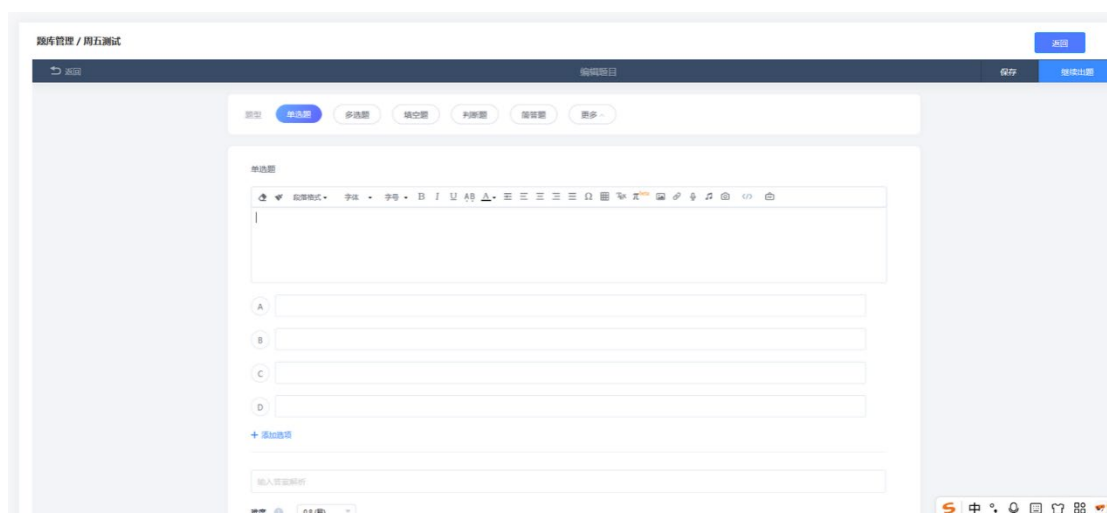 题库管理 / 周五测试
返回
返回
编辑题目
保存
继续出题
题型
单选题
多选题
填空题
判断题
简答题
更多
单选题
段落格式
字体
字号
B I U
A
B
C
D
+ 添加选项
输入答案解析
难度
中